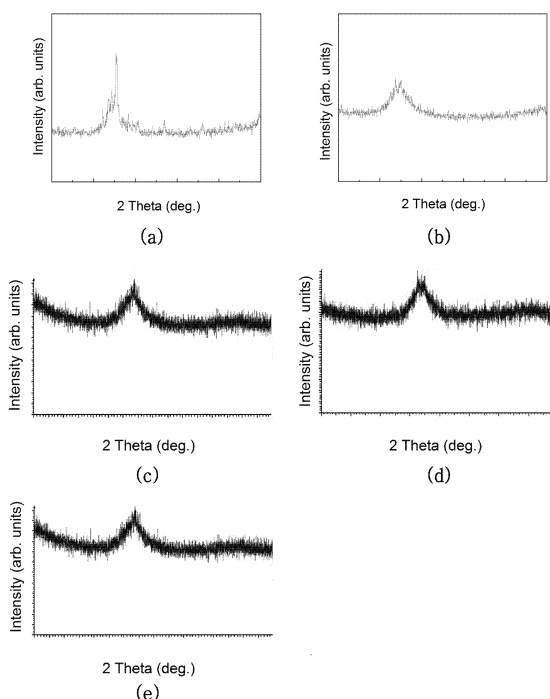 Intensity (arb. units)
2 Theta (deg.)
(a)
Intensity (arb. units)
2 Theta (deg.)
(b)
Intensity (arb. units)
2 Theta (deg.)
(c)
Intensity (arb. units)
2 Theta (deg.)
(d)
Intensity (arb. units)
2 Theta (deg.)
(e)